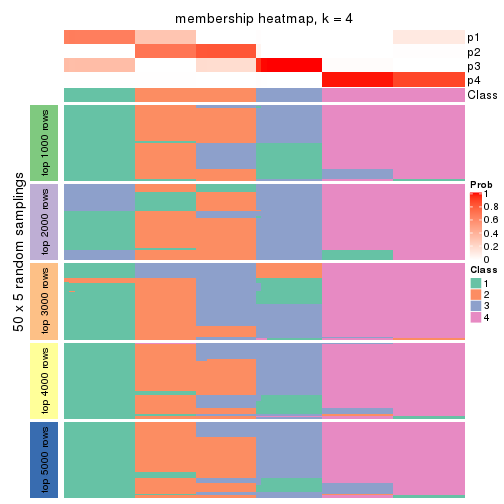 membership heatmap, k = 4
p1
p2
p3
p4
Class
50 x 5 random samplings
top 1000 rows
top 2000 rows
top 3000 rows
top 4000 rows
top 5000 rows
Prob
1
0.8
0.6
0.4
0.2
0
Class
1
2
3
4